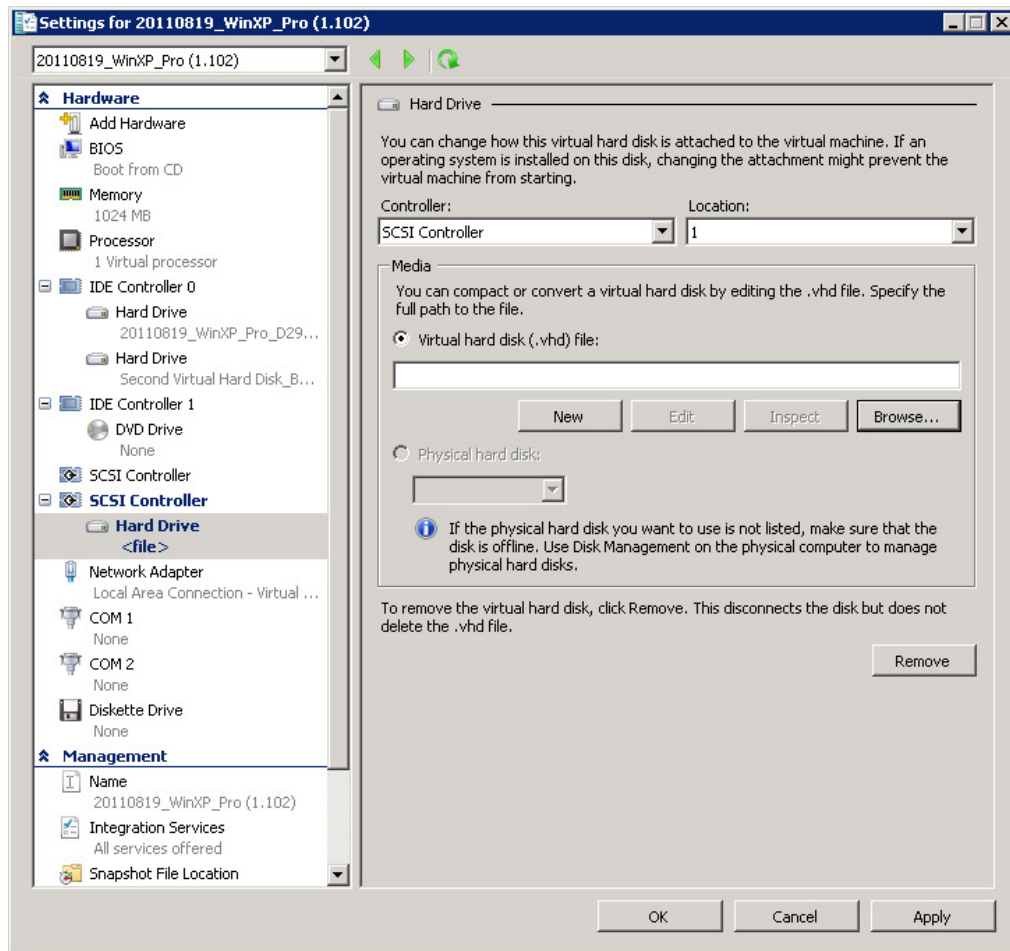 Settings for 20110819_WinXP_Pro (1.102)
20110819_WinXP_Pro (1.102)
Hardware
Add Hardware
BIOS
Boot from CD
Memory
1024 MB
Processor
1 Virtual processor
IDE Controller 0
Hard Drive
20110819_WinXP_Pro_D29...
Hard Drive
Second Virtual Hard Disk_B...
IDE Controller 1
DVD Drive
None
SCSI Controller
SCSI Controller
Hard Drive
<file>
Network Adapter
Local Area Connection - Virtual ...
COM 1
None
COM 2
None
Diskette Drive
None
Management
Name
20110819_WinXP_Pro (1.102)
Integration Services
All services offered
Snapshot File Location
Hard Drive
You can change how this virtual hard disk is attached to the virtual machine. If an
operating system is installed on this disk, changing the attachment might prevent the
virtual machine from starting.
Controller:
Location:
SCSI Controller
1
Media
You can compact or convert a virtual hard disk by editing the .vhd file. Specify the
full path to the file.
Virtual hard disk (.vhd) file:
New
Edit
Inspect
Browse...
Physical hard disk:
If the physical hard disk you want to use is not listed, make sure that the
disk is offline. Use Disk Management on the physical computer to manage
physical hard disks.
To remove the virtual hard disk, click Remove. This disconnects the disk but does not
delete the .vhd file.
Remove
OK
Cancel
Apply